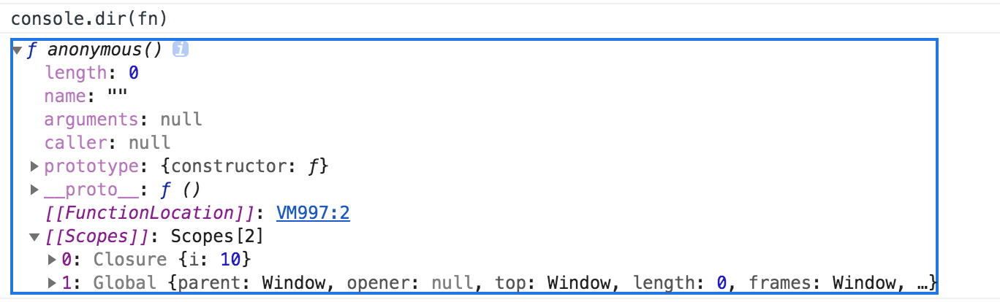 console.dir(fn)
▼ƒ anonymous() i
length: 0
name: ""
arguments: null
caller: null
▶prototype: {constructor: ƒ}
▶__proto__: ƒ ()
[[FunctionLocation]]: VM997:2
▼[[Scopes]]: Scopes[2]
▶0: Closure {i: 10}
▶1: Global {parent: Window, opener: null, top: Window, length: 0, frames: Window, …}